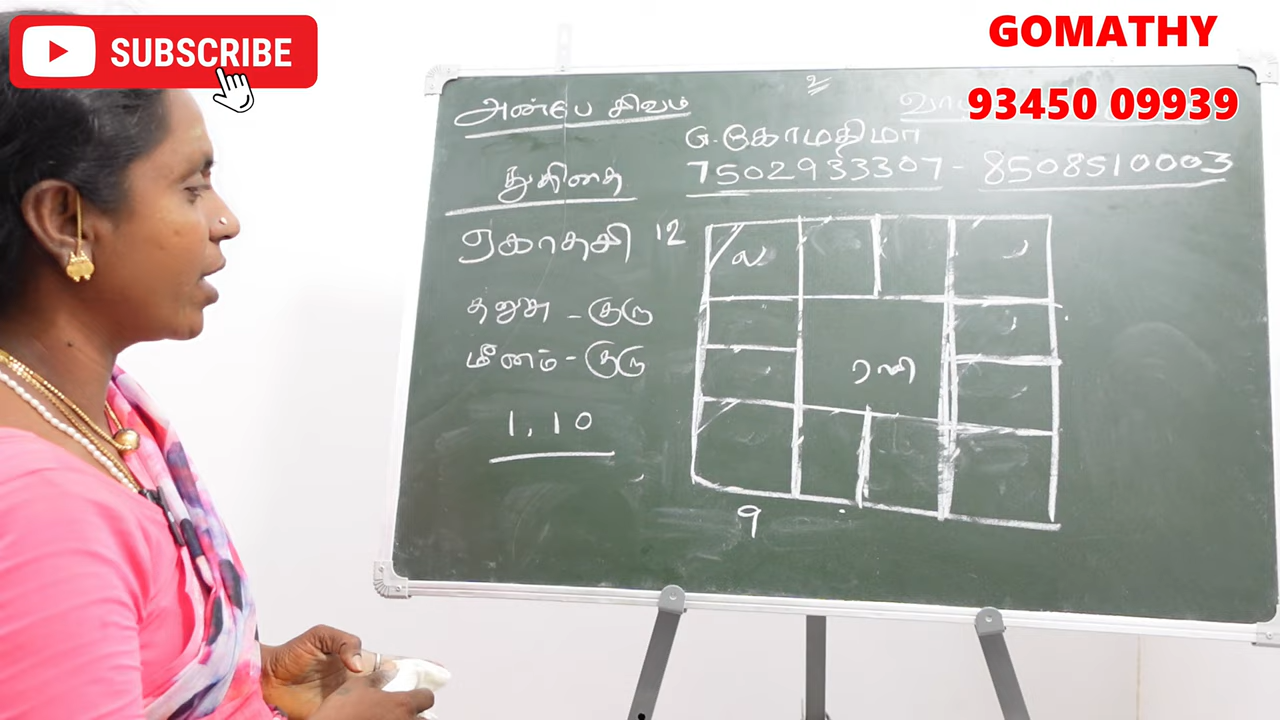 SUBSCRIBE
GOMATHY
93450 09939
உ
அன்பே சிவம்
G.கோமதிமா
7502933307 - 8508510003
துகிதை
ஏகாதசி
12
ல
தனுசு - குரு
மீனம் - குரு
ராசி
1, 10
9